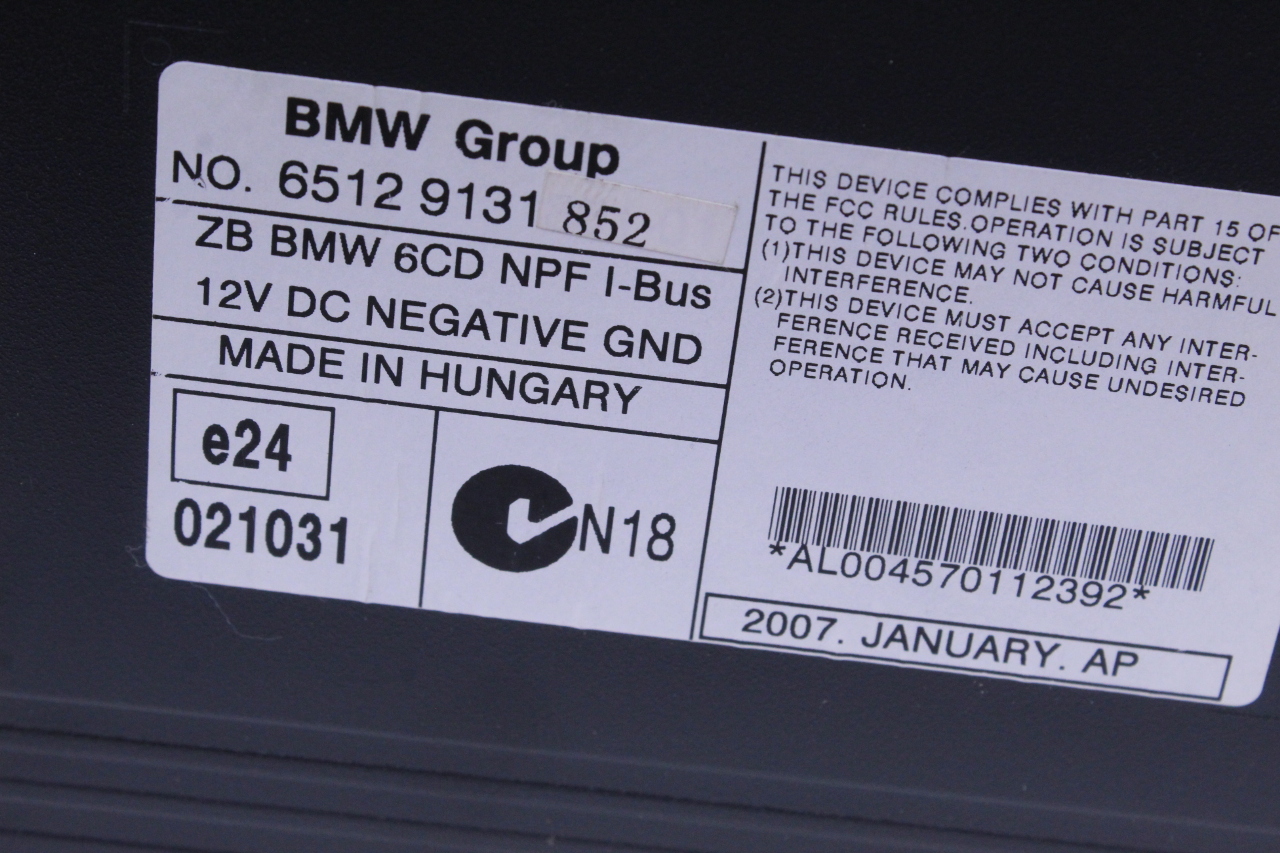 BMW Group
NO. 6512 9131 852
ZB BMW 6CD NPF I-Bus
12V DC NEGATIVE GND
MADE IN HUNGARY
e24
021031
N18
THIS DEVICE COMPLIES WITH PART 15 OF
THE FCC RULES.OPERATION IS SUBJECT
TO THE FOLLOWING TWO CONDITIONS:
(1)THIS DEVICE MAY NOT CAUSE HARMFUL
INTERFERENCE.
(2)THIS DEVICE MUST ACCEPT ANY INTER-
FERENCE RECEIVED INCLUDING INTER-
FERENCE THAT MAY CAUSE UNDESIRED
OPERATION.
*AL004570112392*
2007. JANUARY. AP